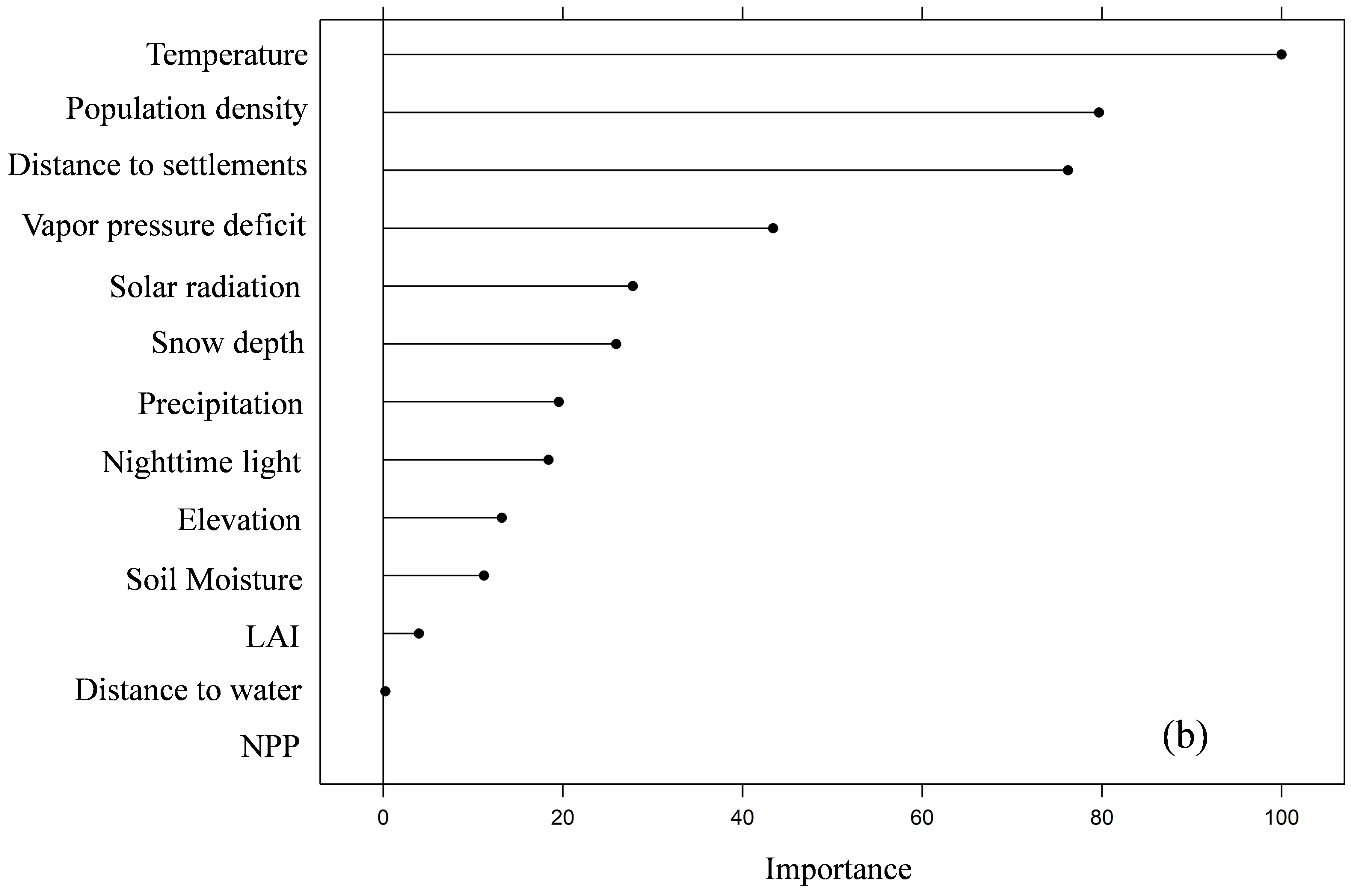 Temperature
Population density
Distance to settlements
Vapor pressure deficit
Solar radiation
Snow depth
Precipitation
Nighttime light
Elevation
Soil Moisture
LAI
Distance to water
NPP
(b)
0 20 40 60 80 100
Importance